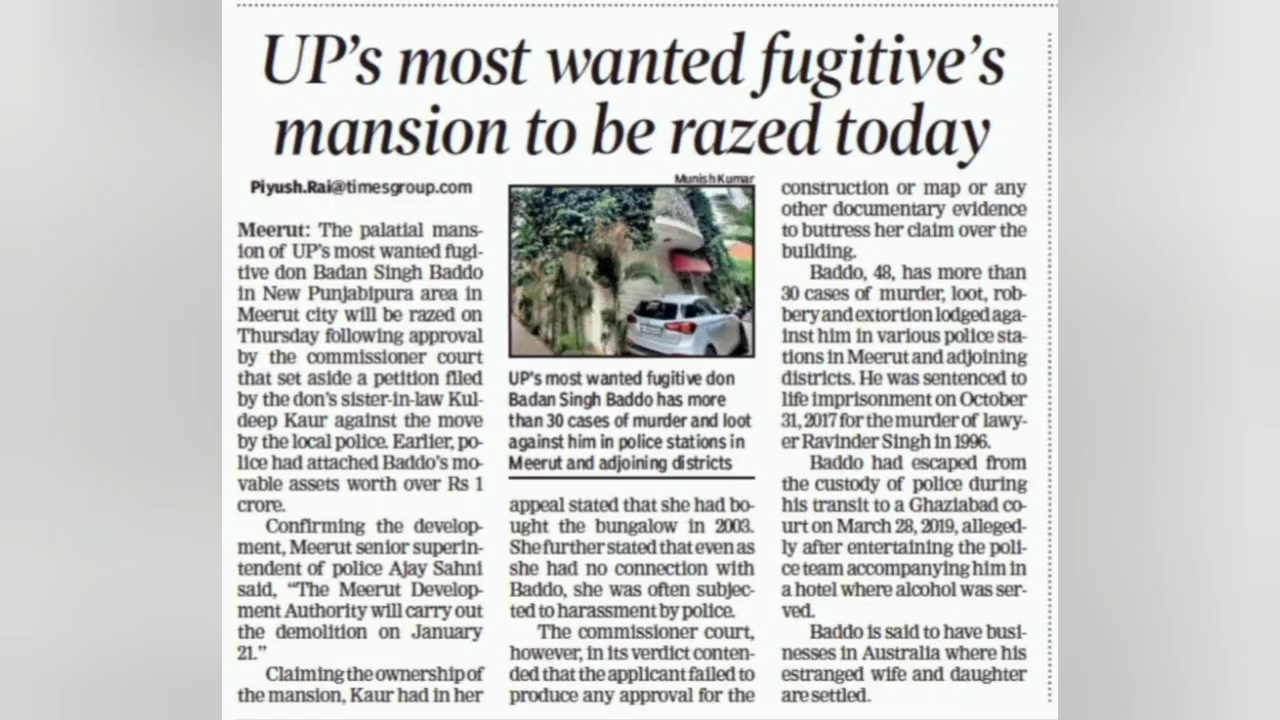 UP's most wanted fugitive's
mansion to be razed today
Piyush.Rai@timesgroup.com
Meerut: The palatial mans-
ion of UP's most wanted fugi-
tive don Badan Singh Baddo
in New Punjabipura area in
Meerut city will be razed on
Thursday following approval
by the commissioner court
that set aside a petition filed
by the don's sister-in-law Kul-
deep Kaur against the move
by the local police. Earlier, po-
lice had attached Baddo's mo-
vable assets worth over Rs 1
crore.
Confirming the develop-
ment, Meerut senior superin-
tendent of police Ajay Sahni
said, “The Meerut Develop-
ment Authority will carry out
the demolition on January
21.”
Claiming the ownership of
the mansion, Kaur had in her
Munish Kumar
UP's most wanted fugitive don
Badan Singh Baddo has more
than 30 cases of murder and loot
against him in police stations in
Meerut and adjoining districts
appeal stated that she had bo-
ught the bungalow in 2003.
She further stated that even as
she had no connection with
Baddo, she was often subjec-
ted to harassment by police.
The commissioner court,
however, in its verdict conten-
ded that the applicant failed to
produce any approval for the
construction or map or any
other documentary evidence
to buttress her claim over the
building.
Baddo, 48, has more than
30 cases of murder, loot, rob-
bery and extortion lodged aga-
inst him in various police sta-
tions in Meerut and adjoining
districts. He was sentenced to
life imprisonment on October
31, 2017 for the murder of lawy-
er Ravinder Singh in 1996.
Baddo had escaped from
the custody of police during
his transit to a Ghaziabad co-
urt on March 28, 2019, alleged-
ly after entertaining the poli-
ce team accompanying him in
a hotel where alcohol was ser-
ved.
Baddo is said to have busi-
nesses in Australia where his
estranged wife and daughter
are settled.